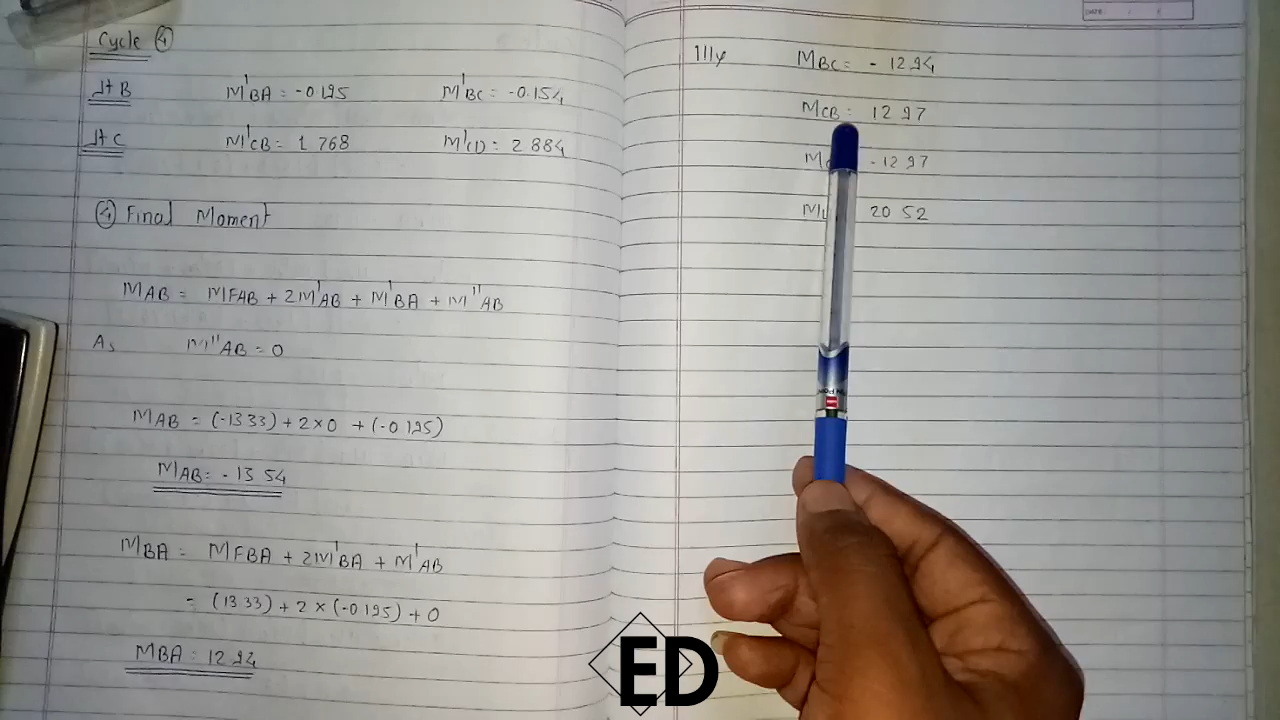 Cycle ④
Jt B M'BA = -0.195 M'BC = -0.154
Jt C M'CB = 1.768 M'CD = 2.884
④ Final Moment
MAB = MFAB + 2M'AB + M'BA + M"AB
As M"AB = 0
MAB = (-13.33) + 2×0 + (-0.195)
MAB = -13.54
MBA = MFBA + 2M'BA + M'AB
= (13.33) + 2×(-0.195) + 0
MBA = 12.94
111y MBC = -12.94
MCB = 12.97
-12.97
20.52
DATE:
ED